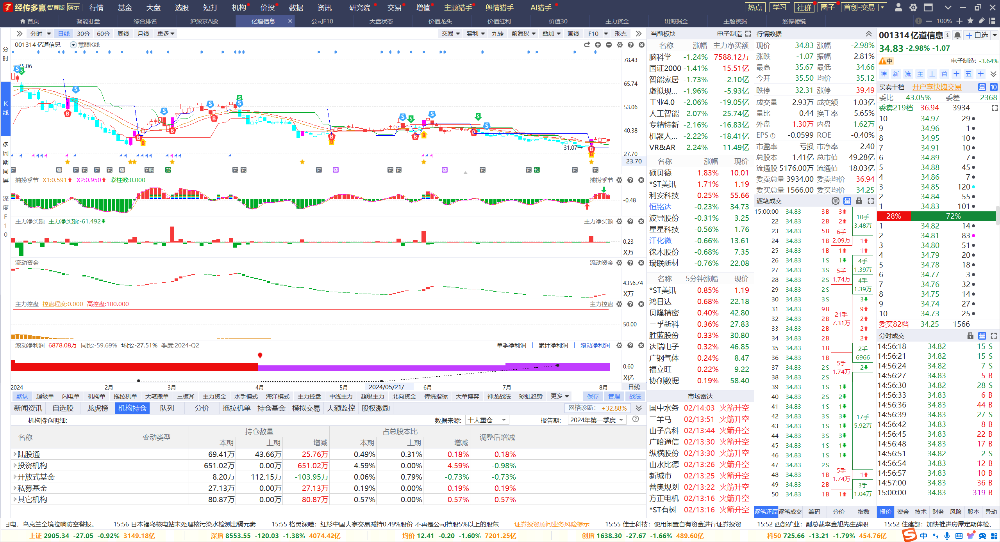 经传多赢 智尊版 演示 行情 基金 大盘 选股 短打 机构 价投 数据 资讯 研究院 交易 增值 主题猎手 舆情猎手 AI猎手 热点 学习 社群 圈子 首创-交易
首页 智能盯盘 综合排名 沪深京A股 亿道信息 公司F10 大盘状态 价值龙头 价值红利 价值30 主力资金 出海掘金 主题挖掘 涨停棱镜 100%
分时 日线 30分 60分 周线 月线 更多 交易 套利 九转 前复权 叠加 画线 F10 形态
分时
K线
多周期同屏
深度F10
001314 亿道信息 慧眼K线
75.06
31.07→
78.43
65.74
53.06
40.38
27.70
23.70
捕捞季节 X1:0.591 X2:0.950 彩柱数:0.000 捕捞季节
-0.48
主力净买额 主力净买额:-61.492 主力净买额
0.23
X万
流动资金 流动资金
4356.74
X万
主力控盘 控盘程度:0.000 高控盘:100.000 主力控盘
50.00
滚动净利润 6878.08万 同比:-59.69% 环比:-27.51% 季度:2024-Q2 单季净利润 累计净利润 滚动净利润
0.60
X亿
2024 2月 3月 4月 5月 2024/05/21/二 6月 7月 8月 日线
默认 超级单 闪电单 机构单 拖拉机单 大笔撤单 三板斧 主力资金 水手模式 海洋模式 主力控盘 中线主力 超级主力 北向资金 传统指标 大单博弈 神龙战法 彩虹趋势 更多 保存 管理 战法
新闻资讯 自选股 龙虎榜 机构持仓 队列 分价 拖拉机单 持仓基金 模拟交易 大额监控 股权激励 网格诊断: +32.88%
机构持仓明细: 数据来源: 十大重仓 报告期: 2024年第一季度
名称 变动类型 持仓数量 占总股本比 调整后增减
本期 上期 增减 本期 上期 增减
陆股通 69.41万 43.66万 25.76万 0.49% 0.31% 0.18% 0.18%
投资机构 651.02万 0.00万 651.02万 4.59% 0.00% 4.59% -0.98%
开放式基金 8.20万 112.15万 -103.95万 0.06% 0.79% -0.73% -0.73%
私募基金 27.13万 0.00万 27.13万 0.19% 0.00% 0.19% 0.19%
其它机构 80.87万 0.00万 80.87万 0.57% 0.00% 0.57% 0.57%
当前板块 电子制造
名称 涨幅 主力净买额
脑科学 -1.24% 7588.12万
国证2000 -1.41% 15.51亿
智能家居 -1.73% -2.10亿
虚拟现... -1.96% -5.93亿
工业4.0 -2.06% -19.05亿
人工智能 -2.07% -25.74亿
专精特新 -2.16% -16.83亿
机器人... -2.22% -18.41亿
VR&AR -2.24% -11.49亿
名称 涨幅 现价
硕贝德 1.83% 10.01
*ST美讯 1.71% 1.19
利安科技 0.25% 55.66
恒铭达 -0.23% 34.73
波导股份 -0.31% 3.25
星星科技 -0.56% 1.76
江化微 -0.66% 13.61
徕木股份 -0.68% 7.35
瑞联新材 -0.76% 22.08
名称 5分钟涨幅 现价
*ST美讯 0.85% 1.19
鸿日达 0.68% 22.18
贝隆精密 0.40% 42.80
三孚新科 0.36% 27.83
胜蓝股份 0.33% 30.80
达瑞电子 0.32% 46.85
广钢气体 0.24% 8.47
福立旺 0.22% 9.22
协创数据 0.19% 58.40
市场雷达
国中水务 02/14:03 火箭升空
三羊马 02/13:51 火箭升空
山子高科 02/13:44 火箭升空
广哈通信 02/13:30 火箭升空
纵横股份 02/13:30 火箭升空
山水比德 02/13:26 火箭升空
新城市 02/13:25 火箭升空
蕾奥规划 02/13:22 火箭升空
方正电机 02/13:16 火箭升空
*ST有树 02/13:16 火箭升空
行情数据
现价 34.83 涨幅 -2.98%
涨跌 -1.07 振幅 2.81%
最高 35.67 最低 34.66
今开 35.50 均价 35.12
跌停 32.31 涨停 39.49
成交量 2.93万 成交额 1.03亿
量比 0.44 换手率 5.65%
外盘 1.30万 内盘 1.62万
EPS① -0.0599 ROE -0.40%
市盈率 亏损 市净率 2.40
总股本 1.41亿 总市值 49.28亿
流通股 5176.00万 流通值 18.03亿
委卖总量 3934.00 委卖均价 36.94
委买总量 1566.00 委买均价 34.25
逐笔成交 量
15:00:00 34.83 3 B 3
22 34.83 2 B 2
23 34.83 5 B
24 34.83 1 B 1
25 34.83 1 B 1 1
26 34.83 1 S 1
27 34.83 3 S
28 34.83 2 S
29 34.83 2 S
30 34.83 3 S 3
31 34.83 9 B 9
32 34.83 2 B 2
33 34.83 2 B 2
34 34.83 2 B 2
35 34.83 1 B
36 34.83 1 B
37 34.83 2 S 2
38 34.83 2 S
39 34.83 1 S 1
40 34.83 2 S 2
41 34.83 1 S 1
42 34.83 3 S 3
43 34.83 1 S 1
44 34.83 3 S 3
45 34.83 1 S 1
46 34.83 1 S 1
47 34.83 2 S
48 34.83 1 B 1
49 34.83 2 B
50 34.83 1 B 1
6手
2.09万
5手
1.74万
21手
7.31万
5手
1.74万
5手
1.74万
10手
3.48万
4手
1.39万
4手
1.39万
2手
6966
17手
5.92万
3手
1.04万
逐笔还原 逐笔成交 筹码 分价 指数
001314 亿道信息 自选
34.83 -2.98% -1.07
中 电子制造: -3.64%
神 新 流 主 上 首 十 五 十
买卖十档 开户享快捷交易 量 10
委比 -43.05% 委差 -2368
委卖219档 36.94 3934
10 34.97 29
9 34.96 1
8 34.95 10
7 34.91 10
6 34.89 7
5 34.88 45
4 34.86 7
3 34.85 120
2 34.84 55
1 34.83 101
28% 72%
1 34.82 14
2 34.81 83
3 34.80 51
4 34.79 20
5 34.78 18
6 34.77 3
7 34.76 32
8 34.75 14
9 34.74 27
10 34.73 25
委买82档 34.25 1566
分时成交 量
14:56:18 34.82 15 S
14:56:21 34.82 15 S
14:56:24 34.82 7 S
14:56:27 34.83 5 B
14:56:30 34.82 28 S
14:56:33 34.83 6 B
14:56:36 34.83 44 B
14:56:39 34.82 27 S
14:56:42 34.83 8 B
14:56:45 34.83 22 B
14:56:48 34.83 17 B
14:56:51 34.82 2 S
14:56:54 34.83 12 B
14:56:57 34.83 10 B
14:57:00 34.83 36 B
15:00:00 34.83 319 B
报价 资金 技术 财务 风险 股本 异动
日电，乌克兰全境拉响防空警报。 15:56 日本福岛核电站未处理核污染水检测出镉元素 15:55 格灵深瞳：红杉中国大宗交易减持0.49%股份 不再是公司持股5%以上的股东 证券投资顾问业务风险提示 15:55 佳士科技：使用闲置自有资金进行证券投资 15:52 西部矿业：副总裁李金旭先生辞职 15:52 住建部：加快推进房屋定期体检、
上证 2905.34 -27.05 -0.92% 3149.18亿 深指 8553.55 -120.03 -1.38% 4074.42亿 均价 12.41 -0.20 -1.60% 7201.25亿 创指 1638.30 -27.67 -1.66% 489.60亿 科50 725.66 -13.21 -1.79% 454.76亿 中